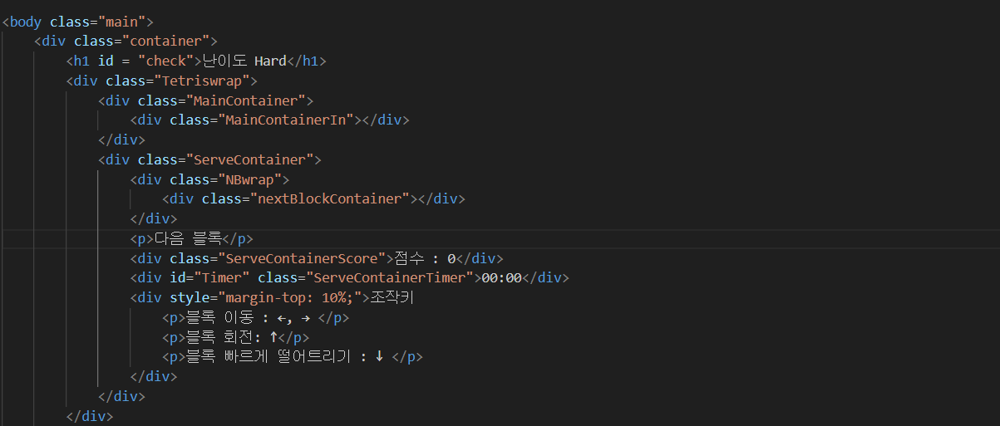 <body class="main">
<div class="container">
<h1 id = "check">난이도 Hard</h1>
<div class="Tetriswrap">
<div class="MainContainer">
<div class="MainContainerIn"></div>
</div>
<div class="ServeContainer">
<div class="NBwrap">
<div class="nextBlockContainer"></div>
</div>
<p>다음 블록</p>
<div class="ServeContainerScore">점수 : 0</div>
<div id="Timer" class="ServeContainerTimer">00:00</div>
<div style="margin-top: 10%;">조작키
<p>블록 이동 : ←, → </p>
<p>블록 회전: ↑</p>
<p>블록 빠르게 떨어트리기 : ↓ </p>
</div>
</div>
</div>